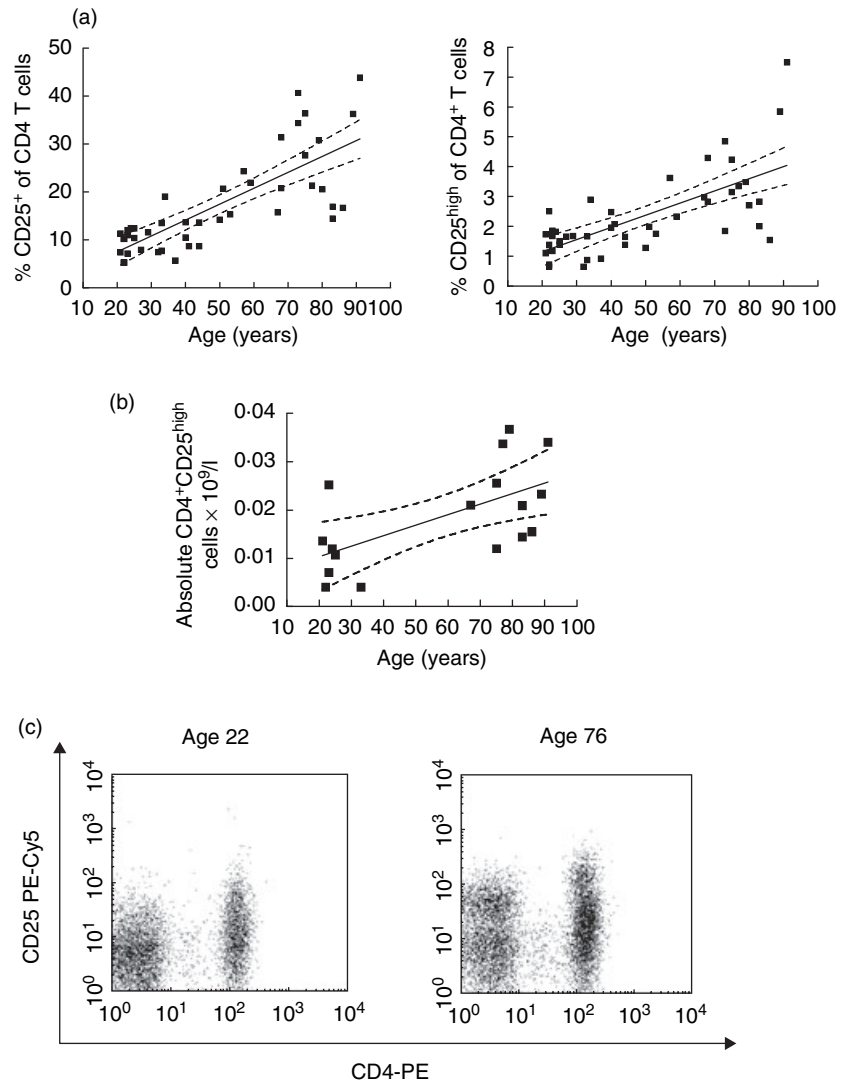 (a)
50
40
30
20
10
0
10 20 30 40 50 60 70 80 90100
% CD25⁺ of CD4 T cells
Age (years)
8
7
6
5
4
3
2
1
0
10 20 30 40 50 60 70 80 90 100
% CD25ʰⁱᵍʰ of CD4⁺ T cells
Age (years)
(b)
0·04
0·03
0·02
0·01
0·00
10 20 30 40 50 60 70 80 90 100
Absolute CD4⁺CD25ʰⁱᵍʰ
cells × 10⁹/l
Age (years)
(c)
Age 22
Age 76
CD25 PE-Cy5
10⁴
10³
10²
10¹
10⁰
10⁰ 10¹ 10² 10³ 10⁴
10⁴
10³
10²
10¹
10⁰
10⁰ 10¹ 10² 10³ 10⁴
CD4-PE